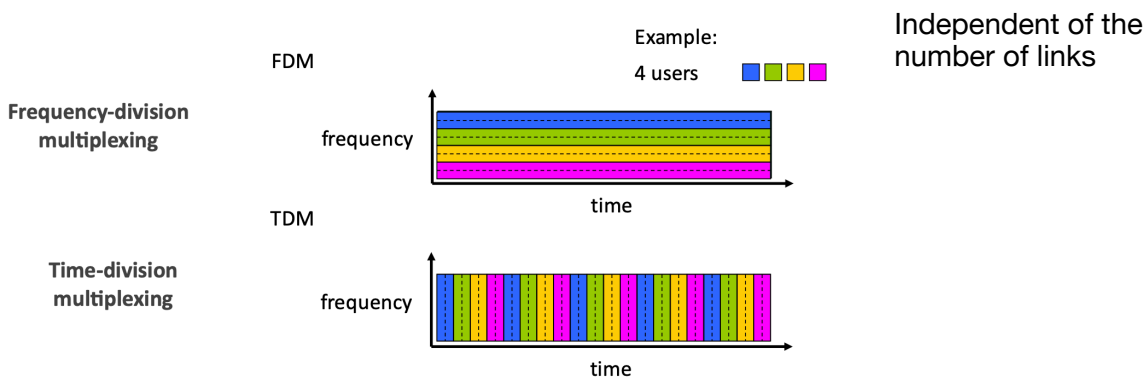 Independent of the
number of links
Example:
FDM
4 users
Frequency-division
multiplexing
frequency
time
TDM
Time-division
multiplexing
frequency
time